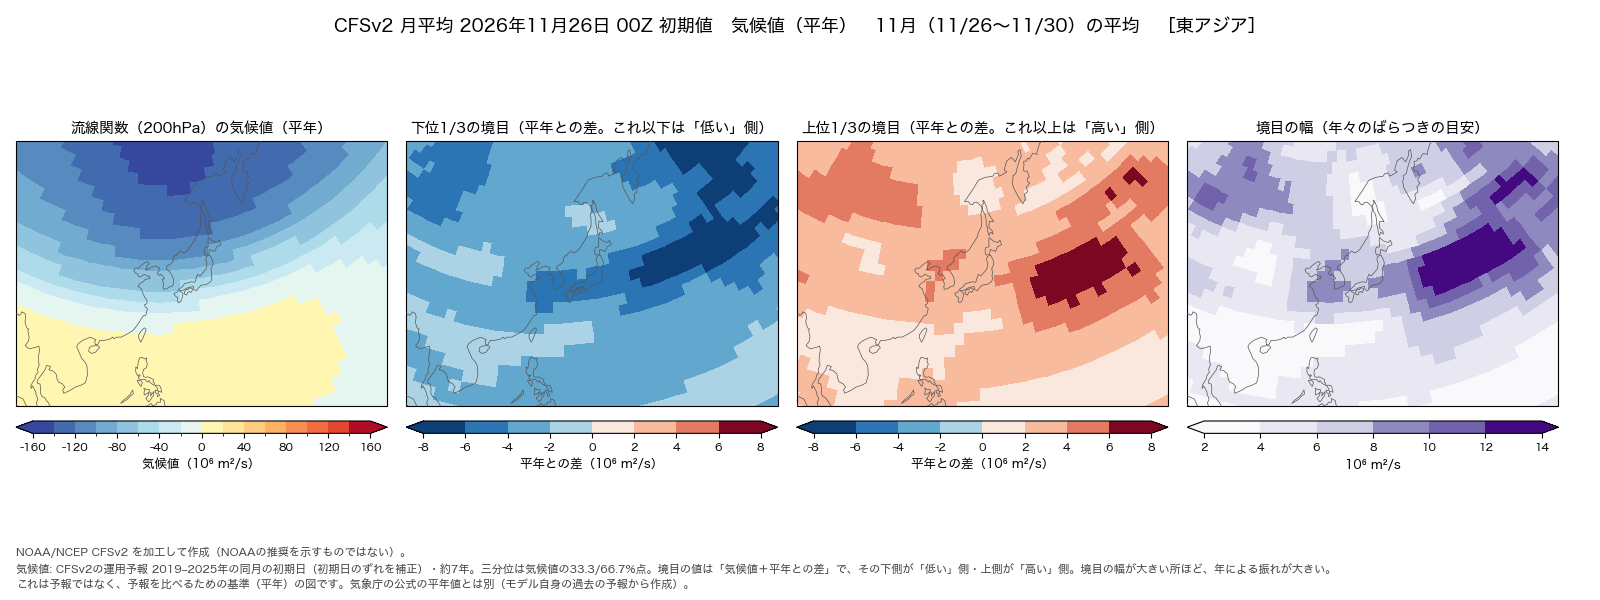 CFSv2 月平均 2026年11月26日 00Z 初期値　気候値（平年）　11月（11/26～11/30）の平均　［東アジア］
流線関数（200hPa）の気候値（平年）
下位1/3の境目（平年との差。これ以下は「低い」側）
上位1/3の境目（平年との差。これ以上は「高い」側）
境目の幅（年々のばらつきの目安）
-160 -120 -80 -40 0 40 80 120 160
気候値（10⁶ m²/s）
-8 -6 -4 -2 0 2 4 6 8
平年との差（10⁶ m²/s）
-8 -6 -4 -2 0 2 4 6 8
平年との差（10⁶ m²/s）
2 4 6 8 10 12 14
10⁶ m²/s
NOAA/NCEP CFSv2 を加工して作成（NOAAの推奨を示すものではない）。
気候値: CFSv2の運用予報 2019–2025年の同月の初期日（初期日のずれを補正）・約7年。三分位は気候値の33.3/66.7%点。境目の値は「気候値＋平年との差」で、その下側が「低い」側・上側が「高い」側。境目の幅が大きい所ほど、年による振れが大きい。
これは予報ではなく、予報を比べるための基準（平年）の図です。気象庁の公式の平年値とは別（モデル自身の過去の予報から作成）。